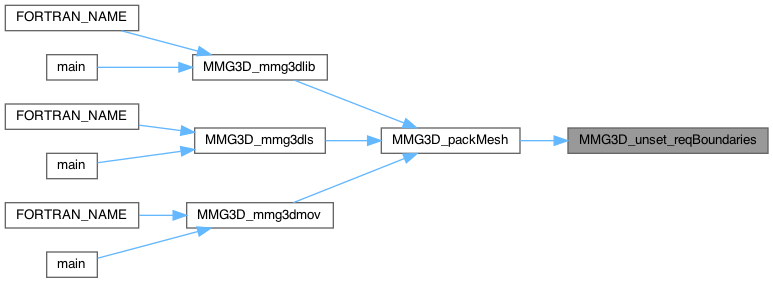 FORTRAN_NAME
main
MMG3D_mmg3dlib
FORTRAN_NAME
main
MMG3D_mmg3dls
MMG3D_packMesh
MMG3D_unset_reqBoundaries
FORTRAN_NAME
main
MMG3D_mmg3dmov